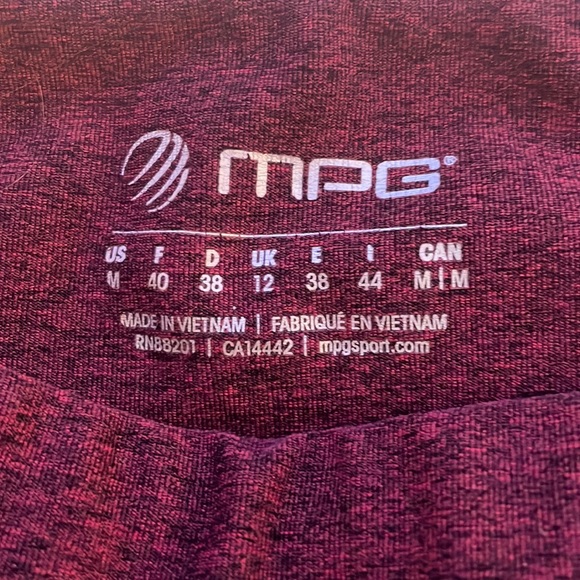 MPG®
US F D UK E I CAN
M 40 38 12 38 44 M | M
MADE IN VIETNAM | FABRIQUÉ EN VIETNAM
RN88201 | CA14442 | mpgsport.com